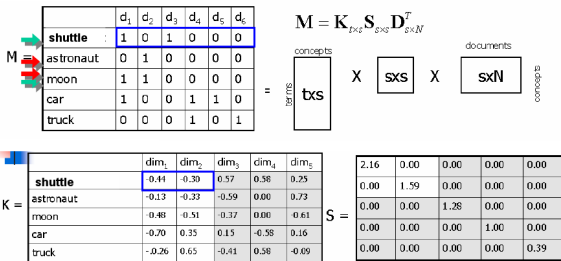 d1 d2 d3 d4 d5 d6
shuttle : 1 0 1 0 0 0
M = astronaut 0 1 0 0 0 0
moon 1 1 0 0 0 0
car 1 0 0 1 1 0
truck 0 0 0 1 0 1
M = K_{t×s} S_{s×s} D^T_{s×N}
concepts documents
= terms txs X sxs X sxN concepts
dim1 dim2 dim3 dim4 dim5
shuttle -0.44 -0.30 0.57 0.58 0.25
astronaut -0.13 -0.33 -0.59 0.00 0.73
K = moon -0.48 -0.51 -0.37 0.00 -0.61
car -0.70 0.35 0.15 -0.58 0.16
truck -.0.26 0.65 -0.41 0.58 -0.09
2.16 0.00 0.00 0.00 0.00
0.00 1.59 0.00 0.00 0.00
S = 0.00 0.00 1.28 0.00 0.00
0.00 0.00 0.00 1.00 0.00
0.00 0.00 0.00 0.00 0.39